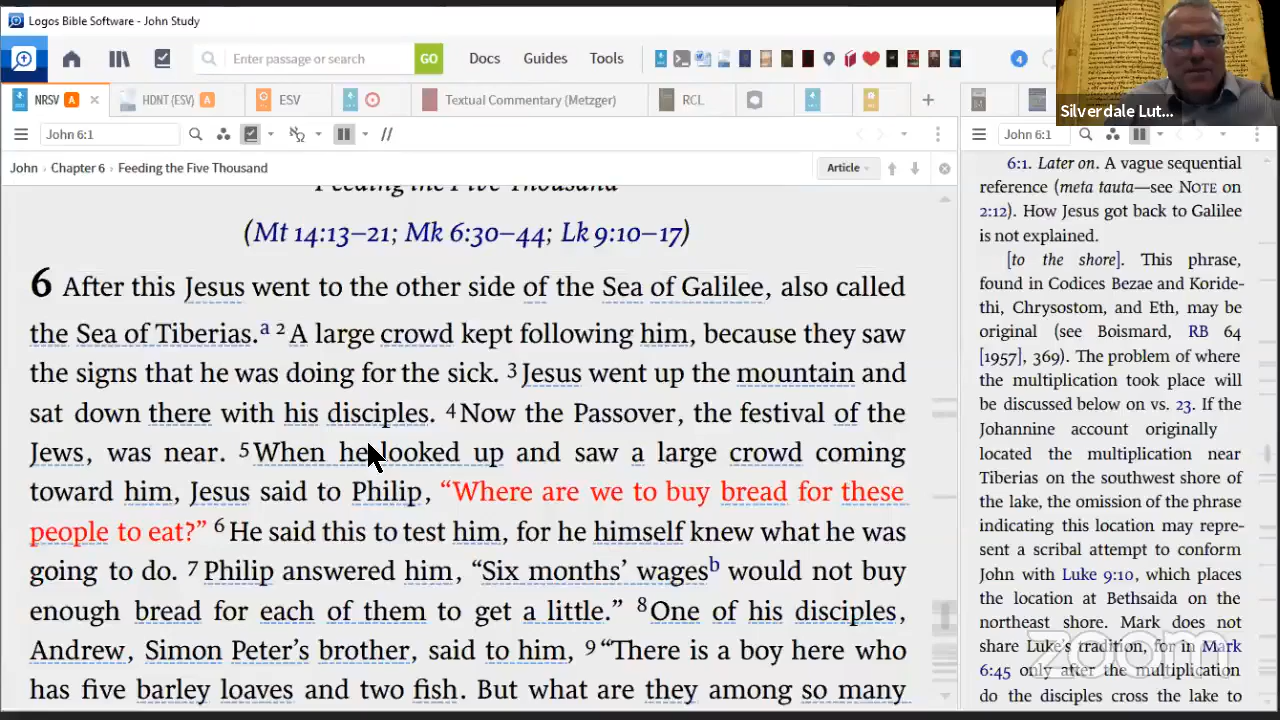 Logos Bible Software - John Study
Enter passage or search
GO
Docs
Guides
Tools
4
NRSV A
HDNT (ESV) A
ESV
Textual Commentary (Metzger)
RCL
Silverdale Lut...
John 6:1
John › Chapter 6 › Feeding the Five Thousand
Article
Feeding the Five Thousand
(Mt 14:13–21; Mk 6:30–44; Lk 9:10–17)
6 After this Jesus went to the other side of the Sea of Galilee, also called
the Sea of Tiberias.a 2 A large crowd kept following him, because they saw
the signs that he was doing for the sick. 3 Jesus went up the mountain and
sat down there with his disciples. 4 Now the Passover, the festival of the
Jews, was near. 5 When he looked up and saw a large crowd coming
toward him, Jesus said to Philip, “Where are we to buy bread for these
people to eat?” 6 He said this to test him, for he himself knew what he was
going to do. 7 Philip answered him, “Six months’ wagesb would not buy
enough bread for each of them to get a little.” 8 One of his disciples,
Andrew, Simon Peter’s brother, said to him, 9 “There is a boy here who
has five barley loaves and two fish. But what are they among so many
John 6:1
6:1. Later on. A vague sequential
reference (meta tauta—see NOTE on
2:12). How Jesus got back to Galilee
is not explained.
[to the shore]. This phrase,
found in Codices Bezae and Koride-
thi, Chrysostom, and Eth, may be
original (see Boismard, RB 64
[1957], 369). The problem of where
the multiplication took place will
be discussed below on vs. 23. If the
Johannine account originally
located the multiplication near
Tiberias on the southwest shore of
the lake, the omission of the phrase
indicating this location may repre-
sent a scribal attempt to conform
John with Luke 9:10, which places
the location at Bethsaida on the
northeast shore. Mark does not
share Luke’s tradition, for in Mark
6:45 only after the multiplication
do the disciples cross the lake to
zoom